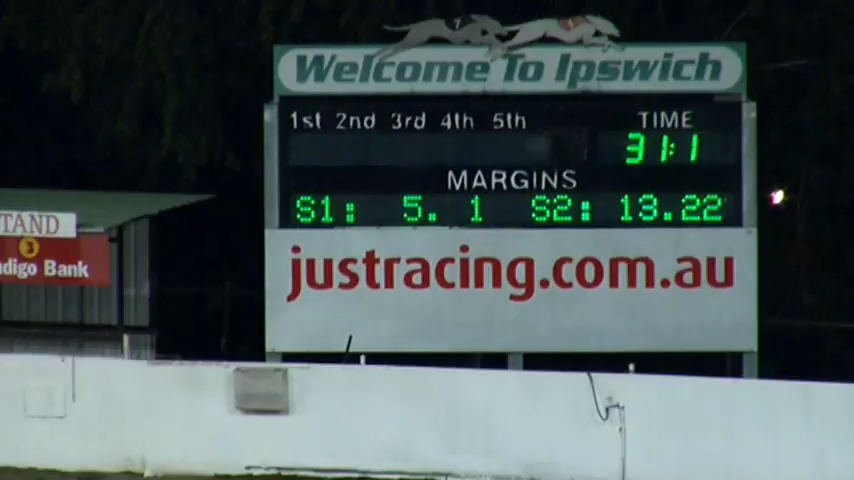 Welcome To Ipswich
1st 2nd 3rd 4th 5th TIME
31:1
MARGINS
S1: 5. 1 S2: 13.22
justracing.com.au
TAND
digo Bank